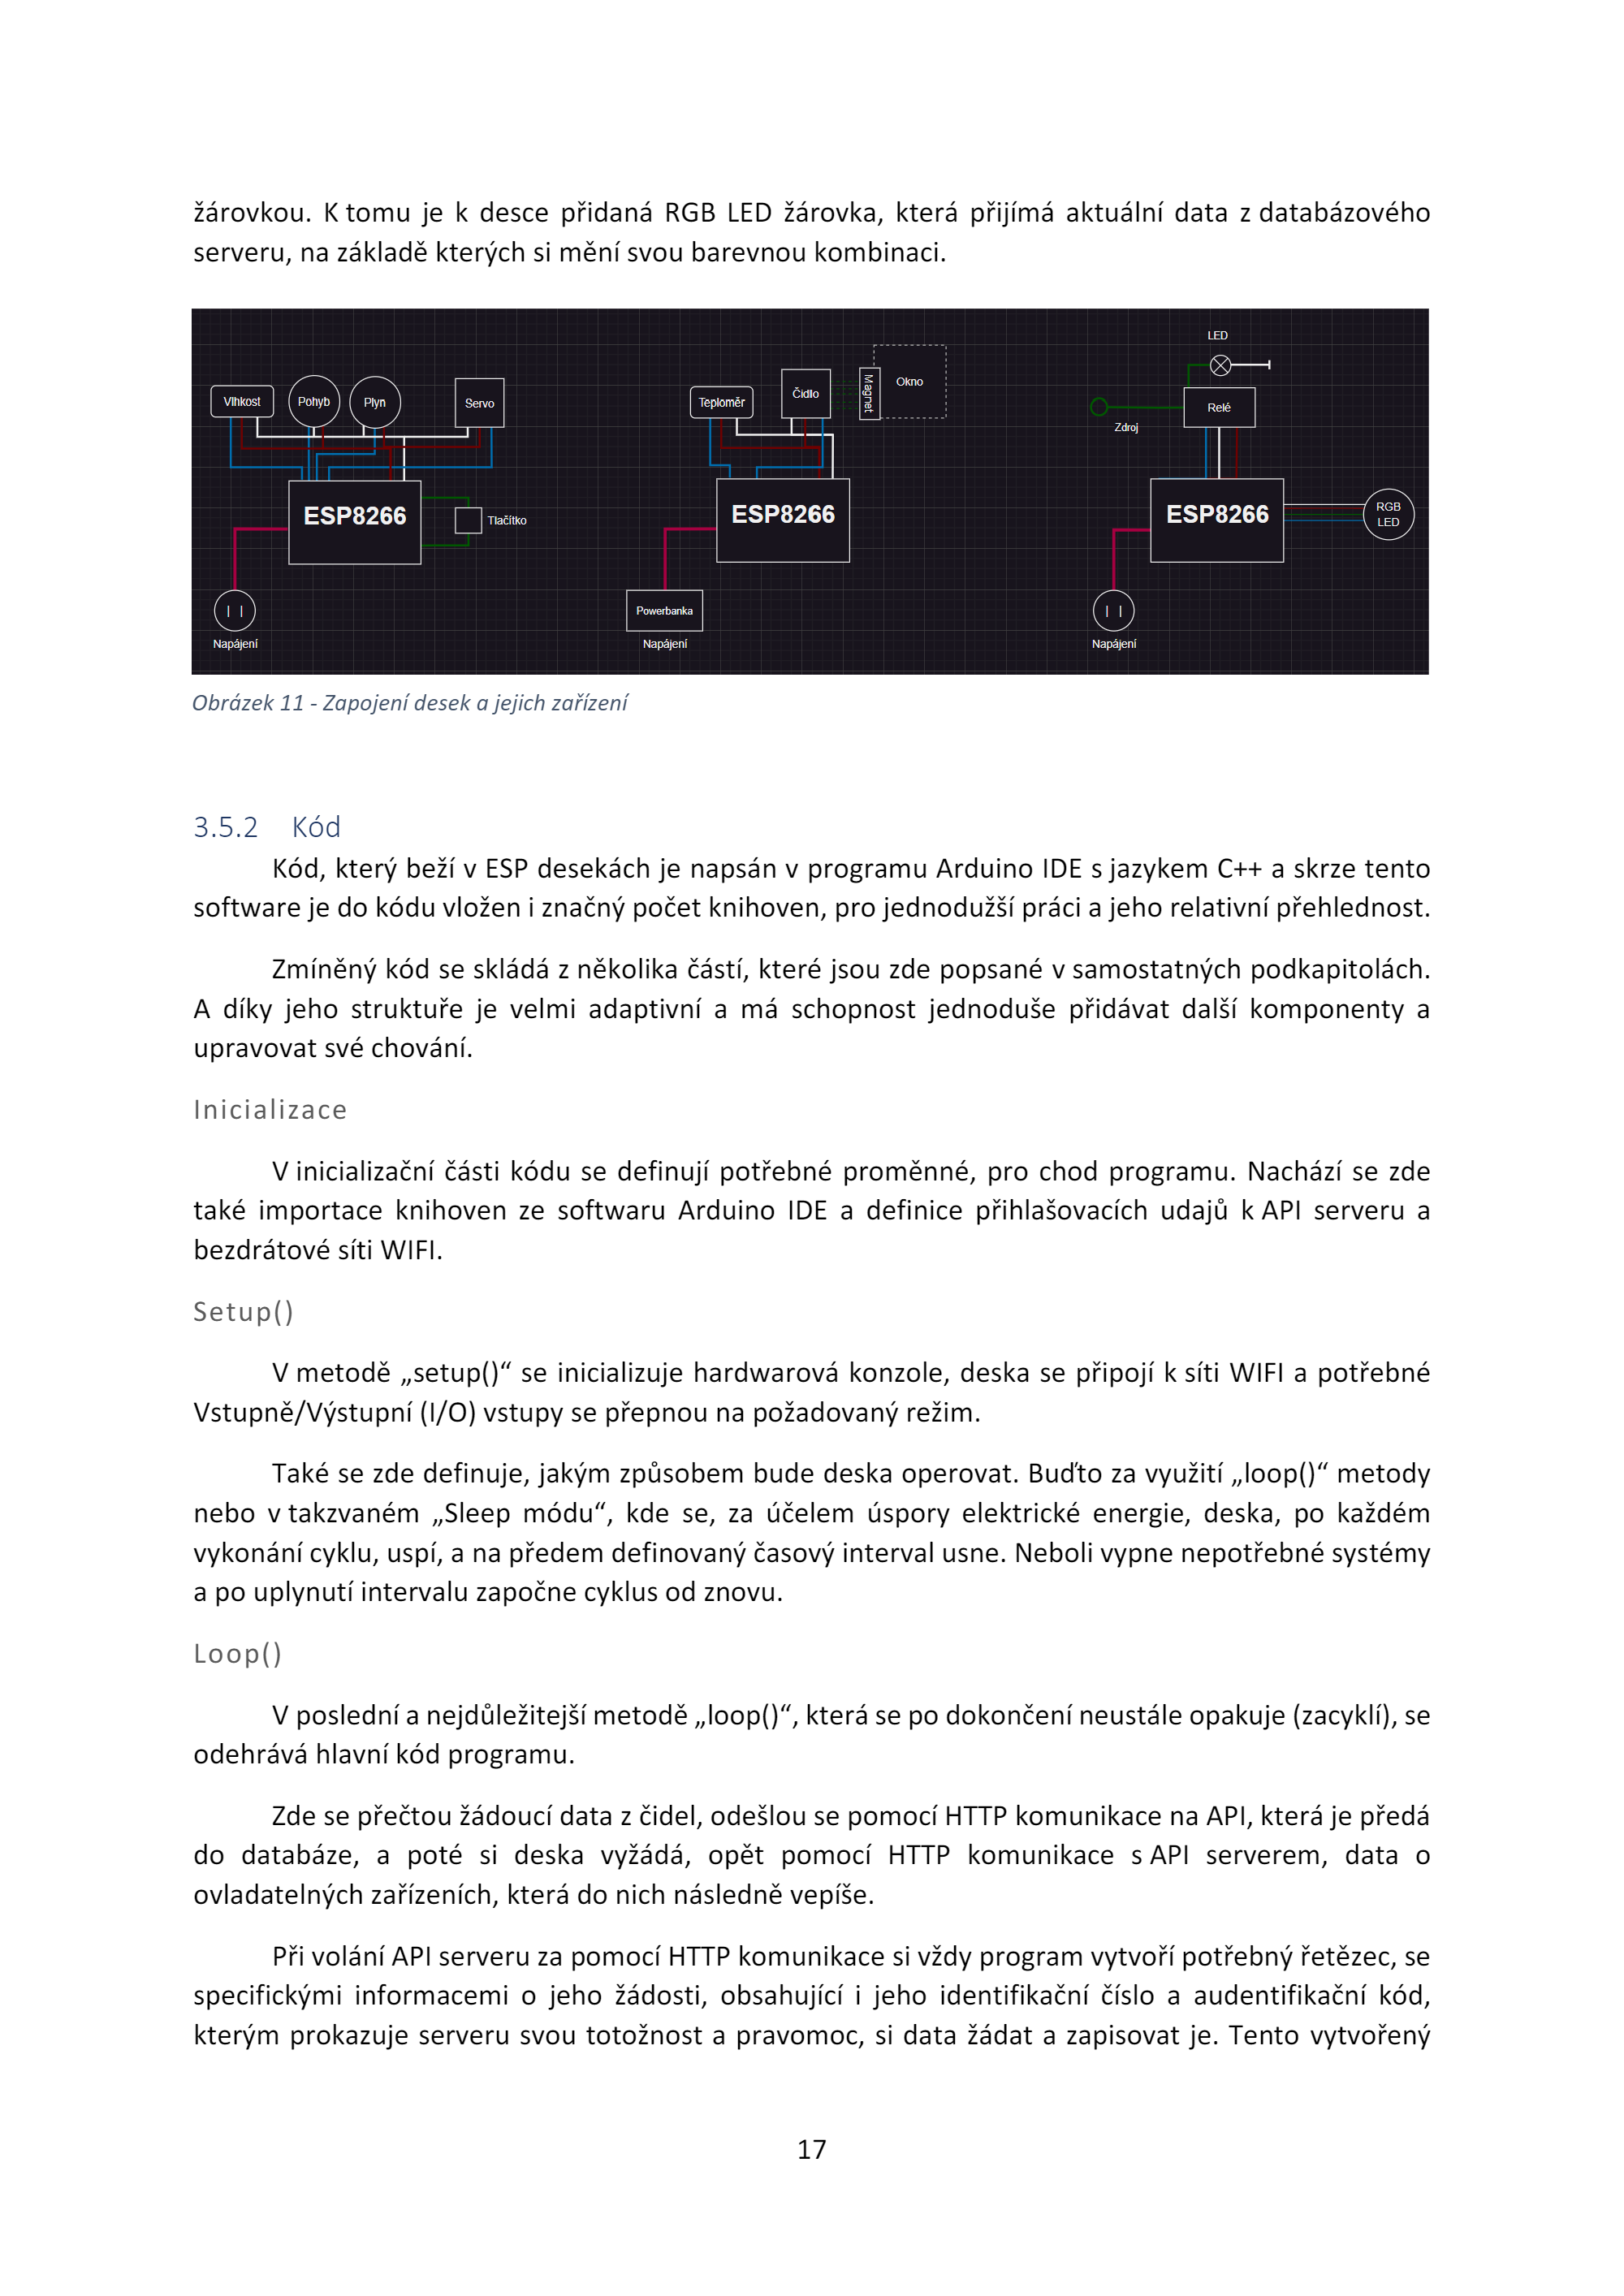 žárovkou. K tomu je k desce přidaná RGB LED žárovka, která přijímá aktuální data z databázového
serveru, na základě kterých si mění svou barevnou kombinaci.
LED
Vlhkost
Pohyb
Plyn
Servo
Teploměr
Čidlo
Magnet
Okno
Relé
Zdroj
ESP8266
Tlačítko
ESP8266
ESP8266
RGB
LED
Powerbanka
Napájení
Napájení
Napájení
Obrázek 11 - Zapojení desek a jejich zařízení
3.5.2 Kód
Kód, který beží v ESP desekách je napsán v programu Arduino IDE s jazykem C++ a skrze tento
software je do kódu vložen i značný počet knihoven, pro jednodužší práci a jeho relativní přehlednost.
Zmíněný kód se skládá z několika částí, které jsou zde popsané v samostatných podkapitolách.
A díky jeho struktuře je velmi adaptivní a má schopnost jednoduše přidávat další komponenty a
upravovat své chování.
Inicializace
V inicializační části kódu se definují potřebné proměnné, pro chod programu. Nachází se zde
také importace knihoven ze softwaru Arduino IDE a definice přihlašovacích udajů k API serveru a
bezdrátové síti WIFI.
Setup()
V metodě „setup()“ se inicializuje hardwarová konzole, deska se připojí k síti WIFI a potřebné
Vstupně/Výstupní (I/O) vstupy se přepnou na požadovaný režim.
Také se zde definuje, jakým způsobem bude deska operovat. Buďto za využití „loop()“ metody
nebo v takzvaném „Sleep módu“, kde se, za účelem úspory elektrické energie, deska, po každém
vykonání cyklu, uspí, a na předem definovaný časový interval usne. Neboli vypne nepotřebné systémy
a po uplynutí intervalu započne cyklus od znovu.
Loop()
V poslední a nejdůležitejší metodě „loop()“, která se po dokončení neustále opakuje (zacyklí), se
odehrává hlavní kód programu.
Zde se přečtou žádoucí data z čidel, odešlou se pomocí HTTP komunikace na API, která je předá
do databáze, a poté si deska vyžádá, opět pomocí HTTP komunikace s API serverem, data o
ovladatelných zařízeních, která do nich následně vepíše.
Při volání API serveru za pomocí HTTP komunikace si vždy program vytvoří potřebný řetězec, se
specifickými informacemi o jeho žádosti, obsahující i jeho identifikační číslo a audentifikační kód,
kterým prokazuje serveru svou totožnost a pravomoc, si data žádat a zapisovat je. Tento vytvořený
17